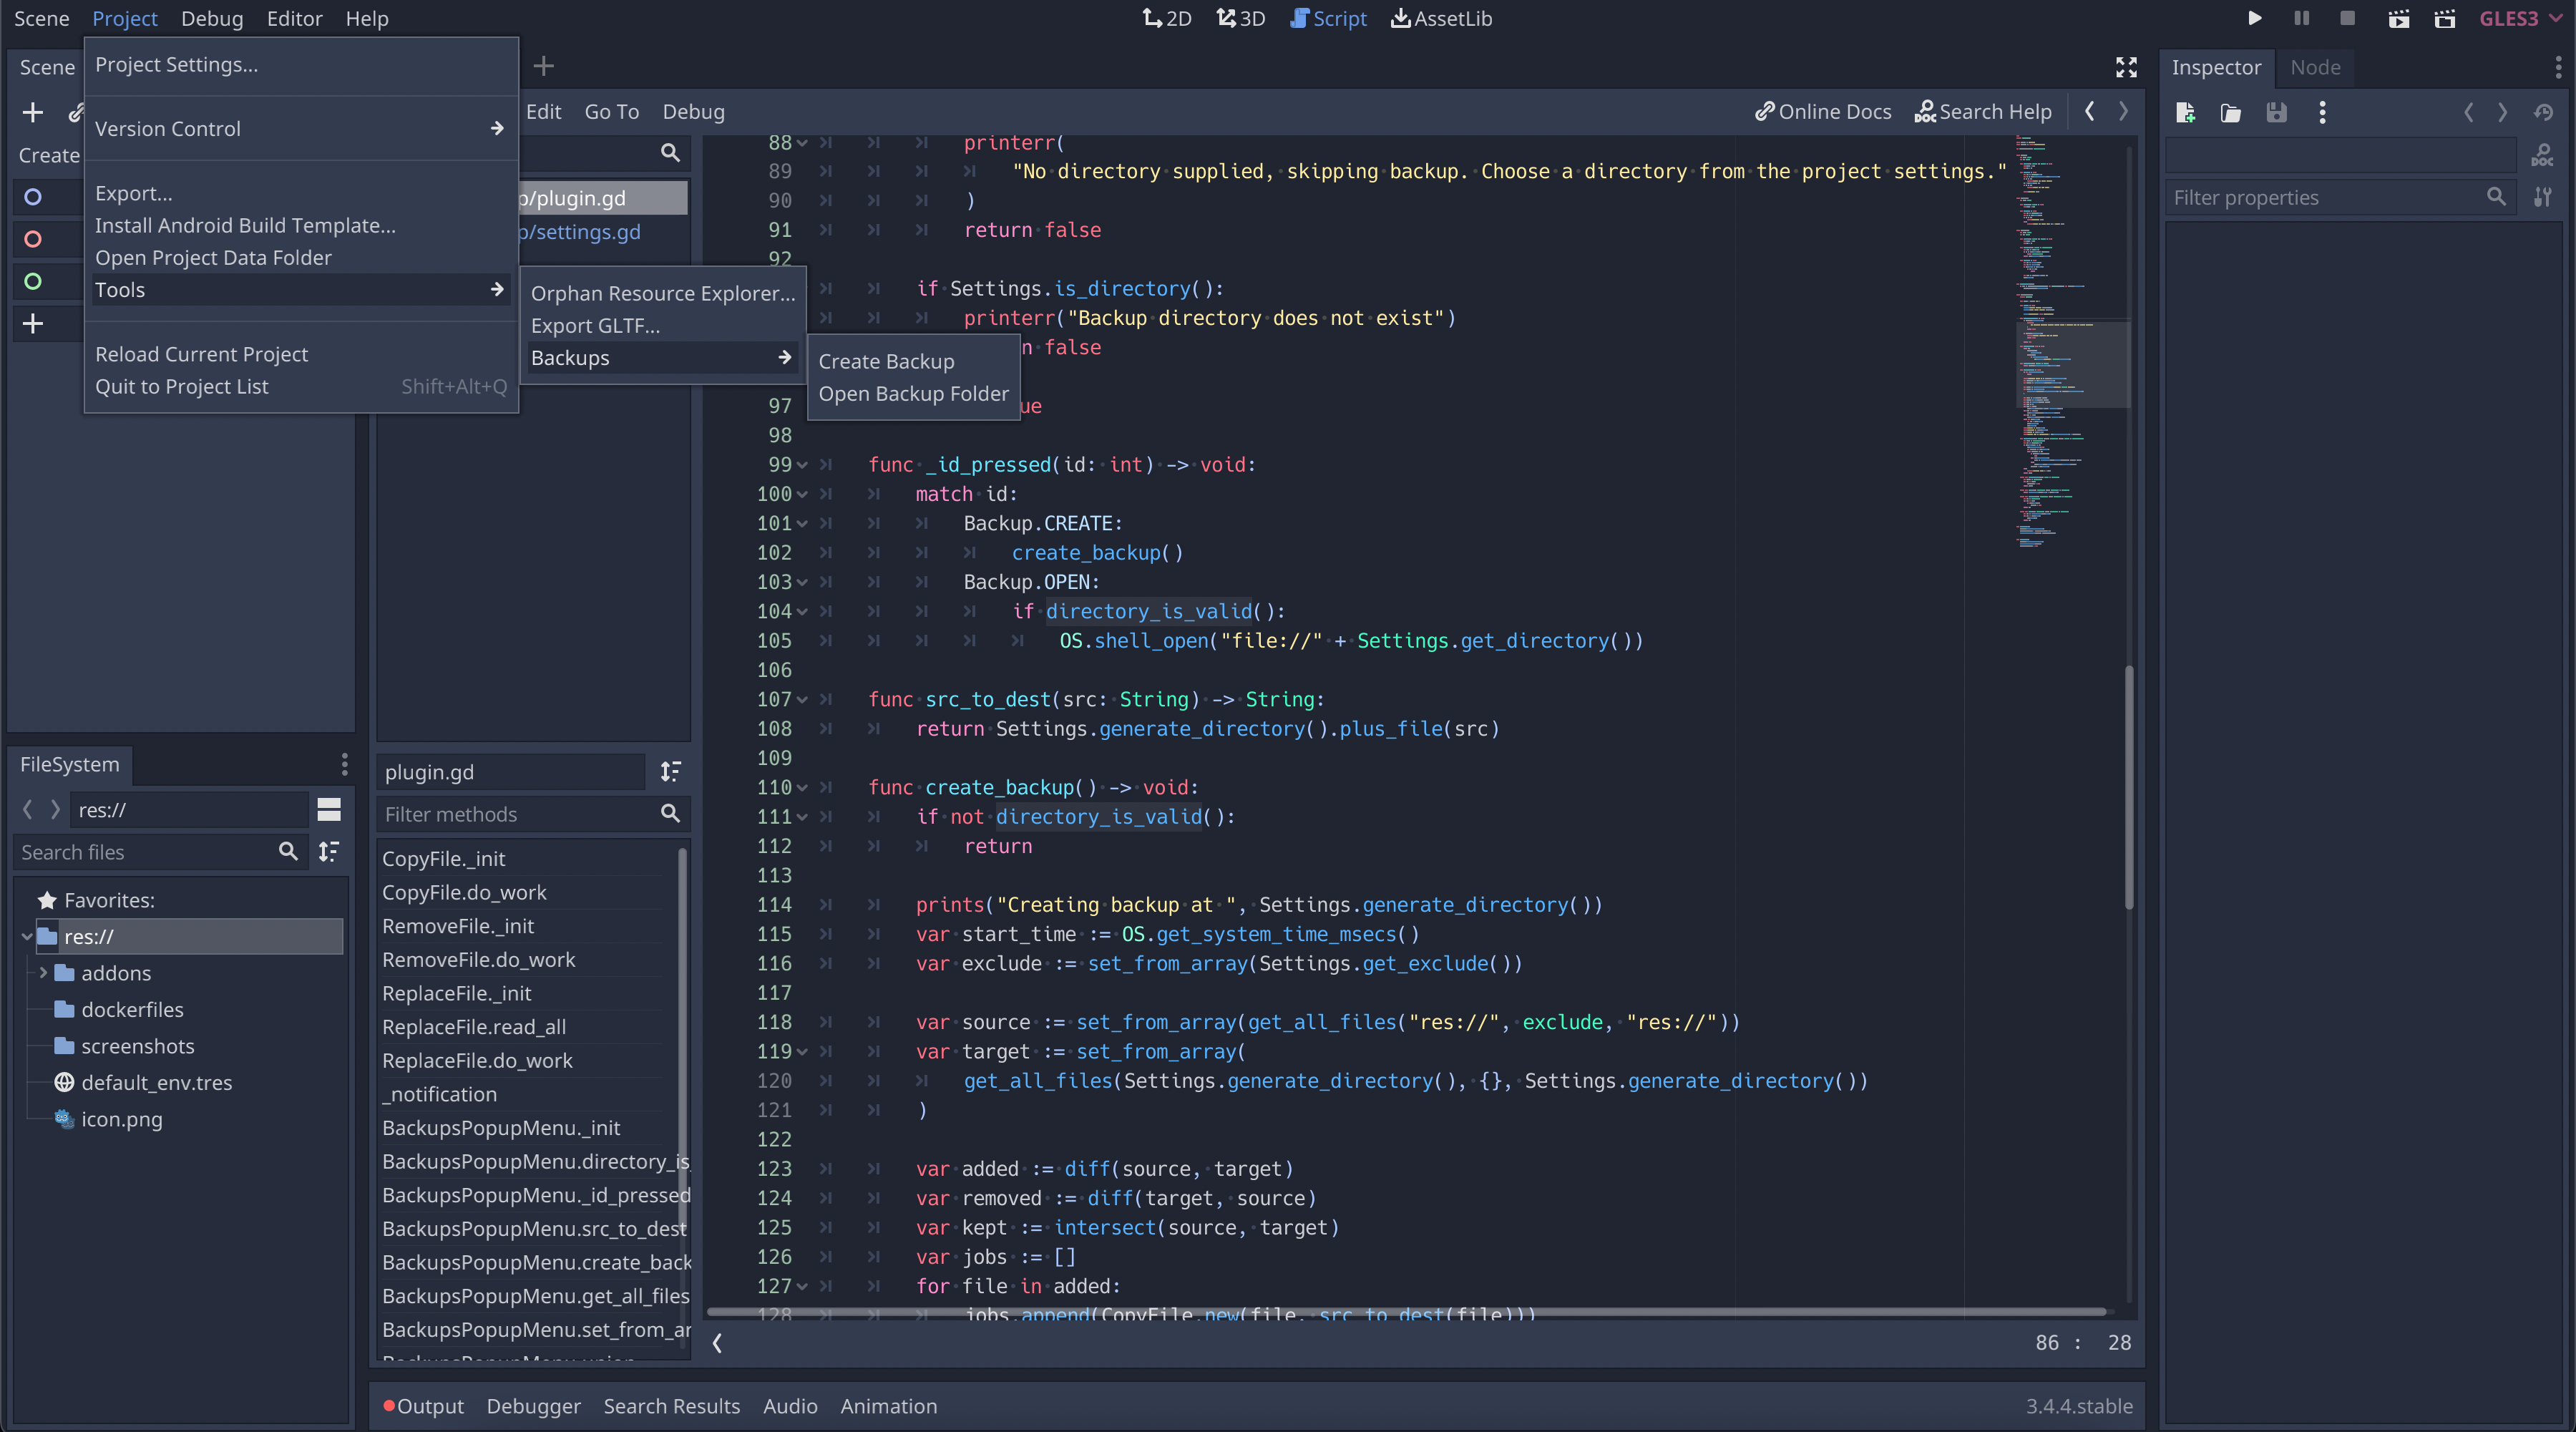 Scene Project Debug Editor Help
2D 3D Script AssetLib
GLES3
Scene
Project Settings...
Version Control
Export...
Install Android Build Template...
Open Project Data Folder
Tools
Reload Current Project
Quit to Project List Shift+Alt+Q
Orphan Resource Explorer...
Export GLTF...
Backups
Create Backup
Open Backup Folder
Create
Edit Go To Debug
Online Docs Search Help
p/plugin.gd
p/settings.gd
plugin.gd
Filter methods
CopyFile._init
CopyFile.do_work
RemoveFile._init
RemoveFile.do_work
ReplaceFile._init
ReplaceFile.read_all
ReplaceFile.do_work
_notification
BackupsPopupMenu._init
BackupsPopupMenu.directory_is_
BackupsPopupMenu._id_pressed
BackupsPopupMenu.src_to_dest
BackupsPopupMenu.create_back
BackupsPopupMenu.get_all_files
BackupsPopupMenu.set_from_ar
88 printerr(
89 "No directory supplied, skipping backup. Choose a directory from the project settings."
90 )
91 return false
92
if Settings.is_directory():
printerr("Backup directory does not exist")
n false
97 ue
98
99 func _id_pressed(id: int) -> void:
100 match id:
101 Backup.CREATE:
102 create_backup()
103 Backup.OPEN:
104 if directory_is_valid():
105 OS.shell_open("file://" + Settings.get_directory())
106
107 func src_to_dest(src: String) -> String:
108 return Settings.generate_directory().plus_file(src)
109
110 func create_backup() -> void:
111 if not directory_is_valid():
112 return
113
114 prints("Creating backup at ", Settings.generate_directory())
115 var start_time := OS.get_system_time_msecs()
116 var exclude := set_from_array(Settings.get_exclude())
117
118 var source := set_from_array(get_all_files("res://", exclude, "res://"))
119 var target := set_from_array(
120 get_all_files(Settings.generate_directory(), {}, Settings.generate_directory())
121 )
122
123 var added := diff(source, target)
124 var removed := diff(target, source)
125 var kept := intersect(source, target)
126 var jobs := []
127 for file in added:
128 jobs.append(CopyFile.new(file, src_to_dest(file)))
86 : 28
FileSystem
res://
Search files
Favorites:
res://
addons
dockerfiles
screenshots
default_env.tres
icon.png
Output Debugger Search Results Audio Animation
3.4.4.stable
Inspector Node
DOC
Filter properties